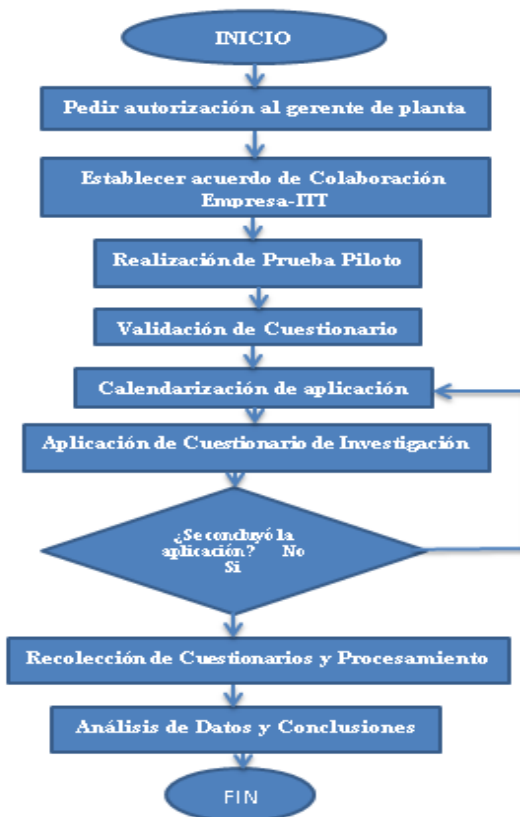 INICIO
Pedir autorización al gerente de planta
Establecer acuerdo de Colaboración
Empresa-ITT
Realización de Prueba Piloto
Validación de Cuestionario
Calendarización de aplicación
Aplicación de Cuestionario de Investigación
¿Se concluyó la
aplicación? No
Si
Recolección de Cuestionarios y Procesamiento
Análisis de Datos y Conclusiones
FIN